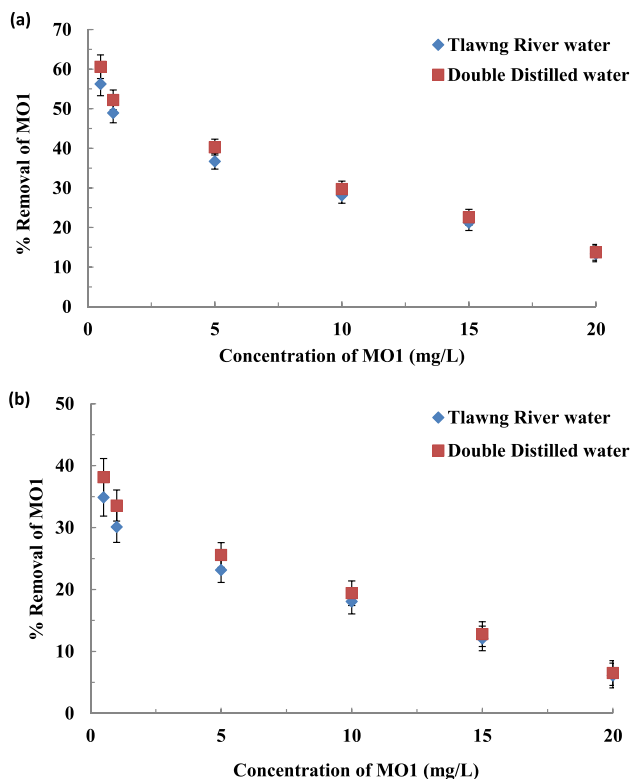 (a)
70
60
50
40
30
20
10
0
% Removal of MO1
Tlawng River water
Double Distilled water
0 5 10 15 20
Concentration of MO1 (mg/L)
(b)
50
40
30
20
10
0
% Removal of MO1
Tlawng River water
Double Distilled water
0 5 10 15 20
Concentration of MO1 (mg/L)